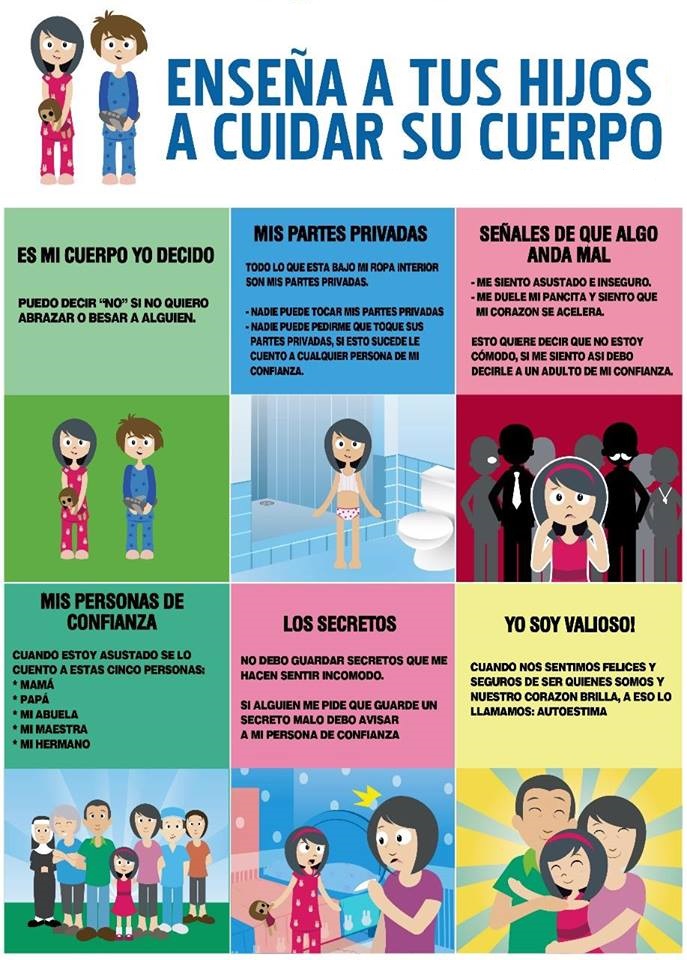 ENSEÑA A TUS HIJOS
A CUIDAR SU CUERPO
ES MI CUERPO YO DECIDO
PUEDO DECIR “NO” SI NO QUIERO
ABRAZAR O BESAR A ALGUIEN.
MIS PARTES PRIVADAS
TODO LO QUE ESTA BAJO MI ROPA INTERIOR
SON MIS PARTES PRIVADAS.
- NADIE PUEDE TOCAR MIS PARTES PRIVADAS
- NADIE PUEDE PEDIRME QUE TOQUE SUS
PARTES PRIVADAS, SI ESTO SUCEDE LE
CUENTO A CUALQUIER PERSONA DE MI
CONFIANZA.
SEÑALES DE QUE ALGO
ANDA MAL
- ME SIENTO ASUSTADO E INSEGURO.
- ME DUELE MI PANCITA Y SIENTO QUE
MI CORAZON SE ACELERA.
ESTO QUIERE DECIR QUE NO ESTOY
CÓMODO, SI ME SIENTO ASI DEBO
DECIRLE A UN ADULTO DE MI CONFIANZA.
MIS PERSONAS DE
CONFIANZA
CUANDO ESTOY ASUSTADO SE LO
CUENTO A ESTAS CINCO PERSONAS:
* MAMÁ
* PAPÁ
* MI ABUELA
* MI MAESTRA
* MI HERMANO
LOS SECRETOS
NO DEBO GUARDAR SECRETOS QUE ME
HACEN SENTIR INCOMODO.
SI ALGUIEN ME PIDE QUE GUARDE UN
SECRETO MALO DEBO AVISAR
A MI PERSONA DE CONFIANZA
YO SOY VALIOSO!
CUANDO NOS SENTIMOS FELICES Y
SEGUROS DE SER QUIENES SOMOS Y
NUESTRO CORAZON BRILLA, A ESO LO
LLAMAMOS: AUTOESTIMA